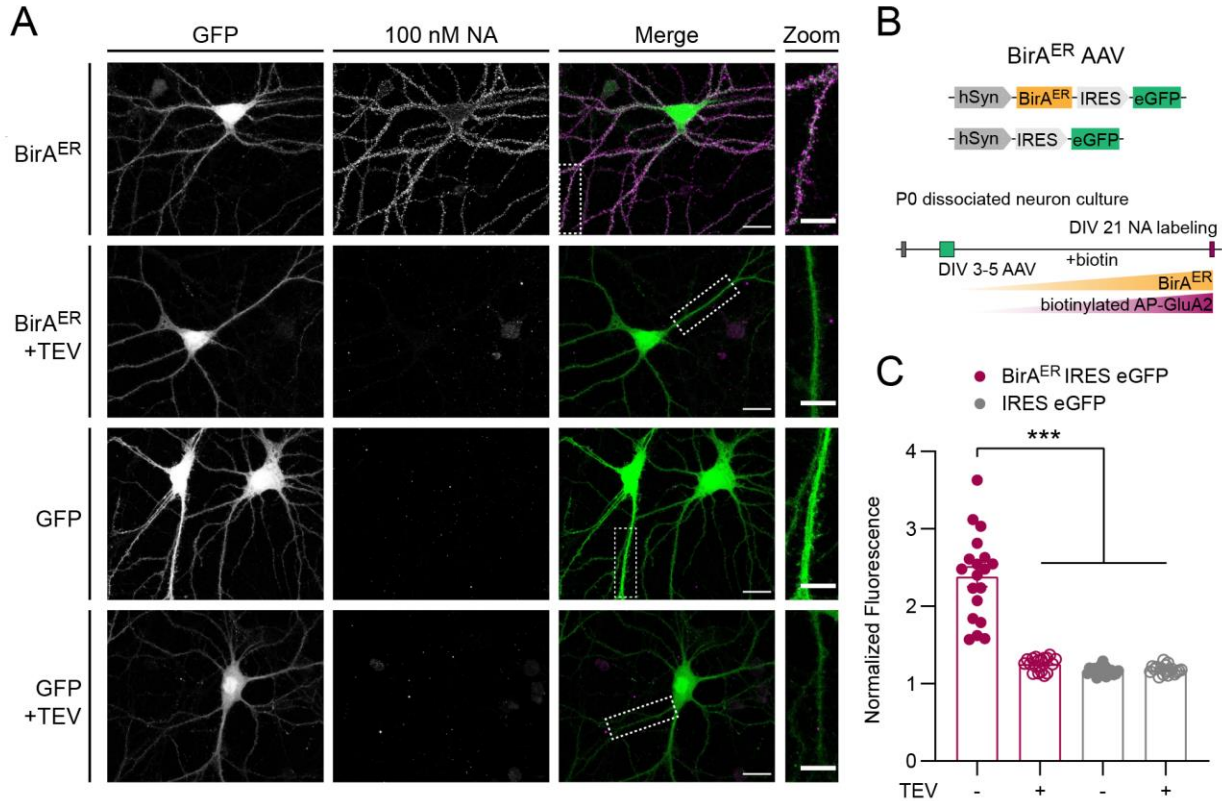 A
GFP
100 nM NA
Merge
Zoom
BirA^ER
BirA^ER
+TEV
GFP
GFP
+TEV
B
BirA^ER AAV
hSyn BirA^ER IRES eGFP
hSyn IRES eGFP
P0 dissociated neuron culture
DIV 21 NA labeling
+biotin
DIV 3-5 AAV
BirA^ER
biotinylated AP-GluA2
C
BirA^ER IRES eGFP
IRES eGFP
***
Normalized Fluorescence
4
3
2
1
0
TEV - + - +